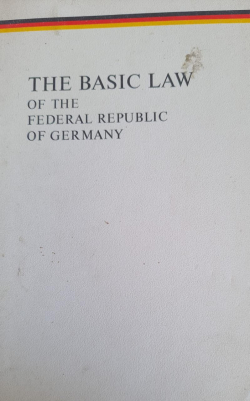 THE BASIC LAW
OF THE
FEDERAL REPUBLIC
OF GERMANY